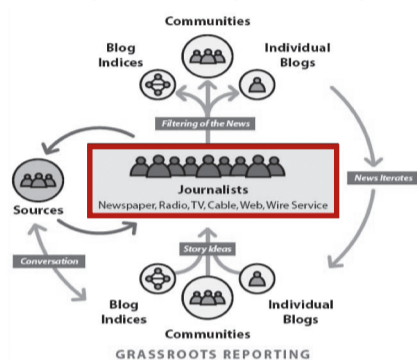 Communities
Blog
Indices
Individual
Blogs
Filtering of the News
Journalists
Newspaper, Radio, TV, Cable, Web, Wire Service
Sources
News Iterates
Conversation
Story Ideas
Blog
Indices
Communities
Individual
Blogs
GRASSROOTS REPORTING